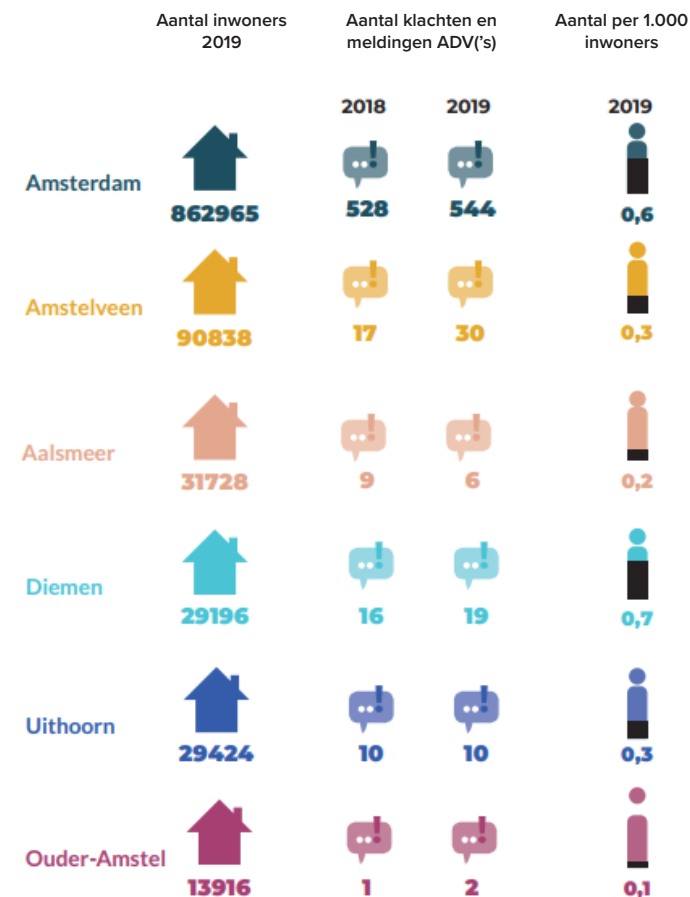 Aantal inwoners
2019
Aantal klachten en
meldingen ADV('s)
Aantal per 1.000
inwoners
2018
2019
2019
Amsterdam
862965
528
544
0,6
Amstelveen
90838
17
30
0,3
Aalsmeer
31728
9
6
0,2
Diemen
29196
16
19
0,7
Uithoorn
29424
10
10
0,3
Ouder-Amstel
13916
1
2
0,1